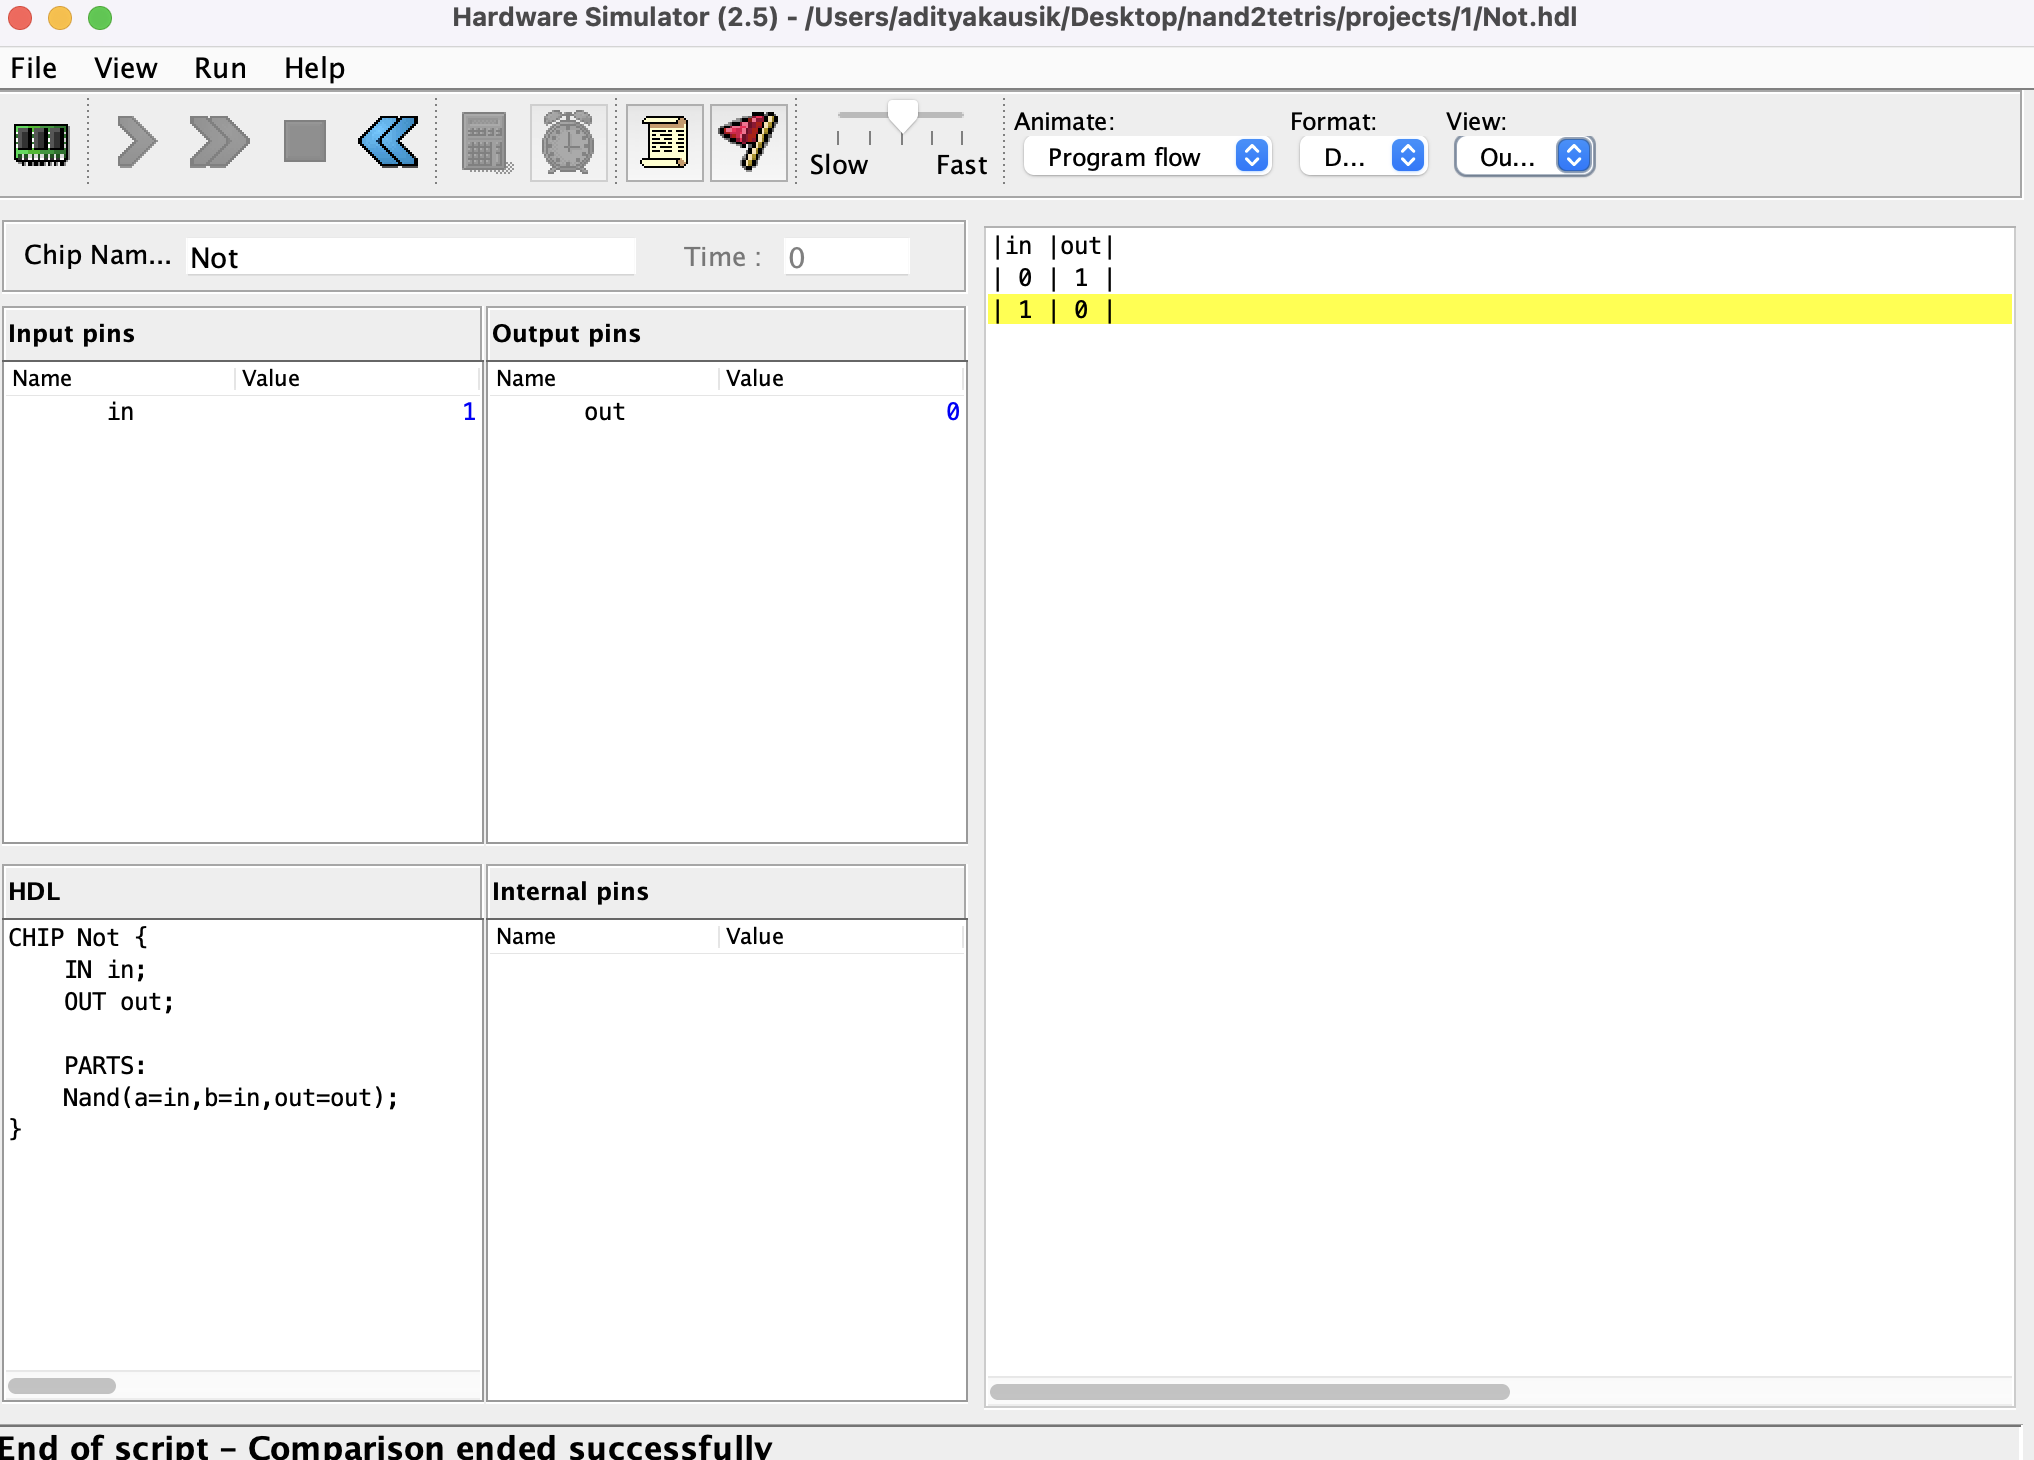 Hardware Simulator (2.5) - /Users/adityakausik/Desktop/nand2tetris/projects/1/Not.hdl
File View Run Help
Slow Fast
Animate: Format: View:
Program flow D... Ou...
Chip Nam... Not Time : 0
|in |out|
| 0 | 1 |
| 1 | 0 |
Input pins
Name Value
in 1
Output pins
Name Value
out 0
HDL
CHIP Not {
    IN in;
    OUT out;

    PARTS:
    Nand(a=in,b=in,out=out);
}
Internal pins
Name Value
End of script – Comparison ended successfully